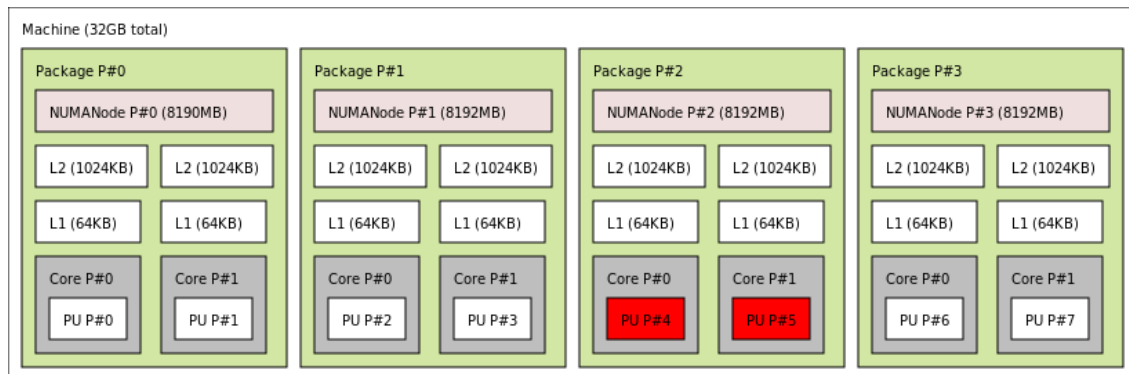 Machine (32GB total)
Package P#0
NUMANode P#0 (8190MB)
L2 (1024KB) L2 (1024KB)
L1 (64KB) L1 (64KB)
Core P#0 Core P#1
PU P#0 PU P#1
Package P#1
NUMANode P#1 (8192MB)
L2 (1024KB) L2 (1024KB)
L1 (64KB) L1 (64KB)
Core P#0 Core P#1
PU P#2 PU P#3
Package P#2
NUMANode P#2 (8192MB)
L2 (1024KB) L2 (1024KB)
L1 (64KB) L1 (64KB)
Core P#0 Core P#1
PU P#4 PU P#5
Package P#3
NUMANode P#3 (8192MB)
L2 (1024KB) L2 (1024KB)
L1 (64KB) L1 (64KB)
Core P#0 Core P#1
PU P#6 PU P#7